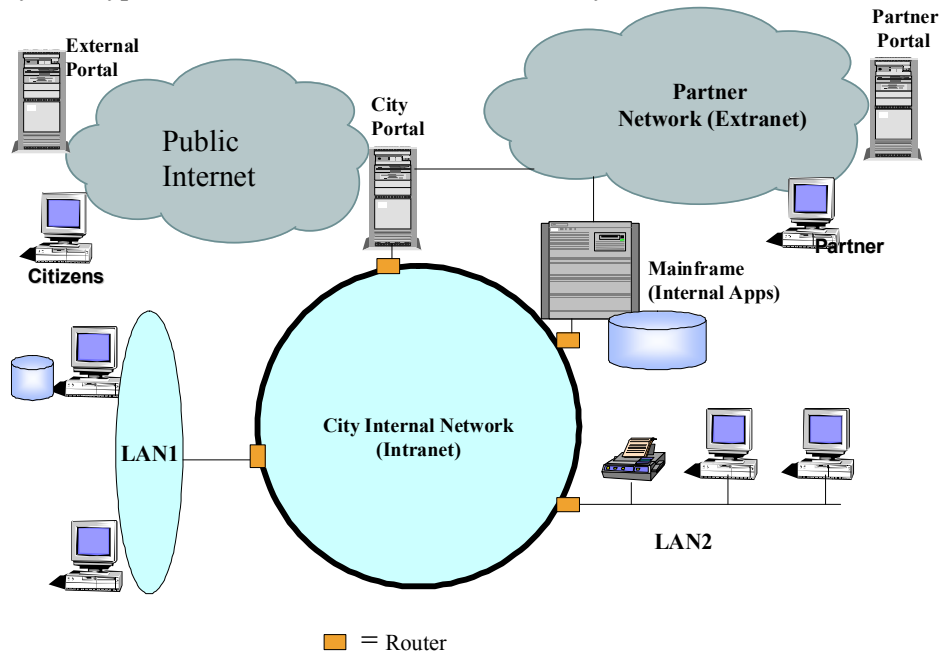 External
Portal
Public
Internet
Citizens
City
Portal
Partner
Network (Extranet)
Partner
Portal
Partner
Mainframe
(Internal Apps)
City Internal Network
(Intranet)
LAN1
LAN2
= Router